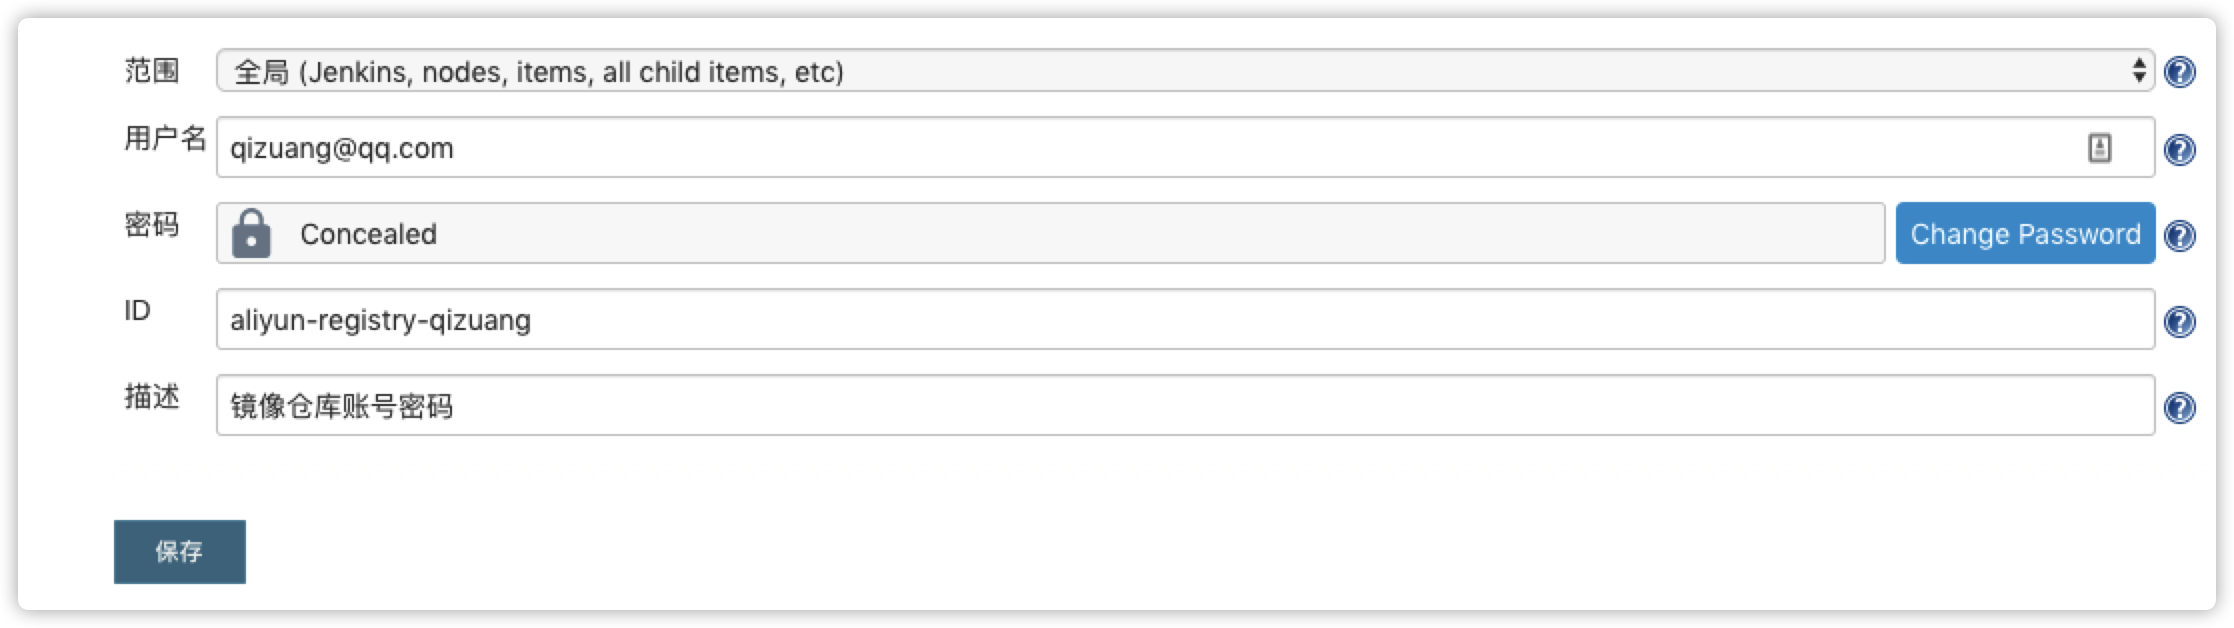 范围 全局 (Jenkins, nodes, items, all child items, etc)
用户名 qizuang@qq.com
密码 Concealed Change Password
ID aliyun-registry-qizuang
描述 镜像仓库账号密码
保存